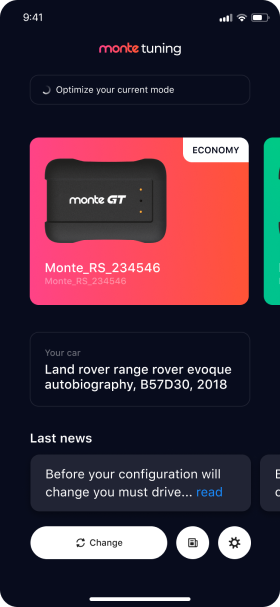 9:41
monte tuning
Optimize your current mode
ECONOMY
monte GT
Monte_RS_234546
Monte_RS_234546
Your car
Land rover range rover evoque
autobiography, B57D30, 2018
Last news
Before your configuration will
change you must drive... read
Change